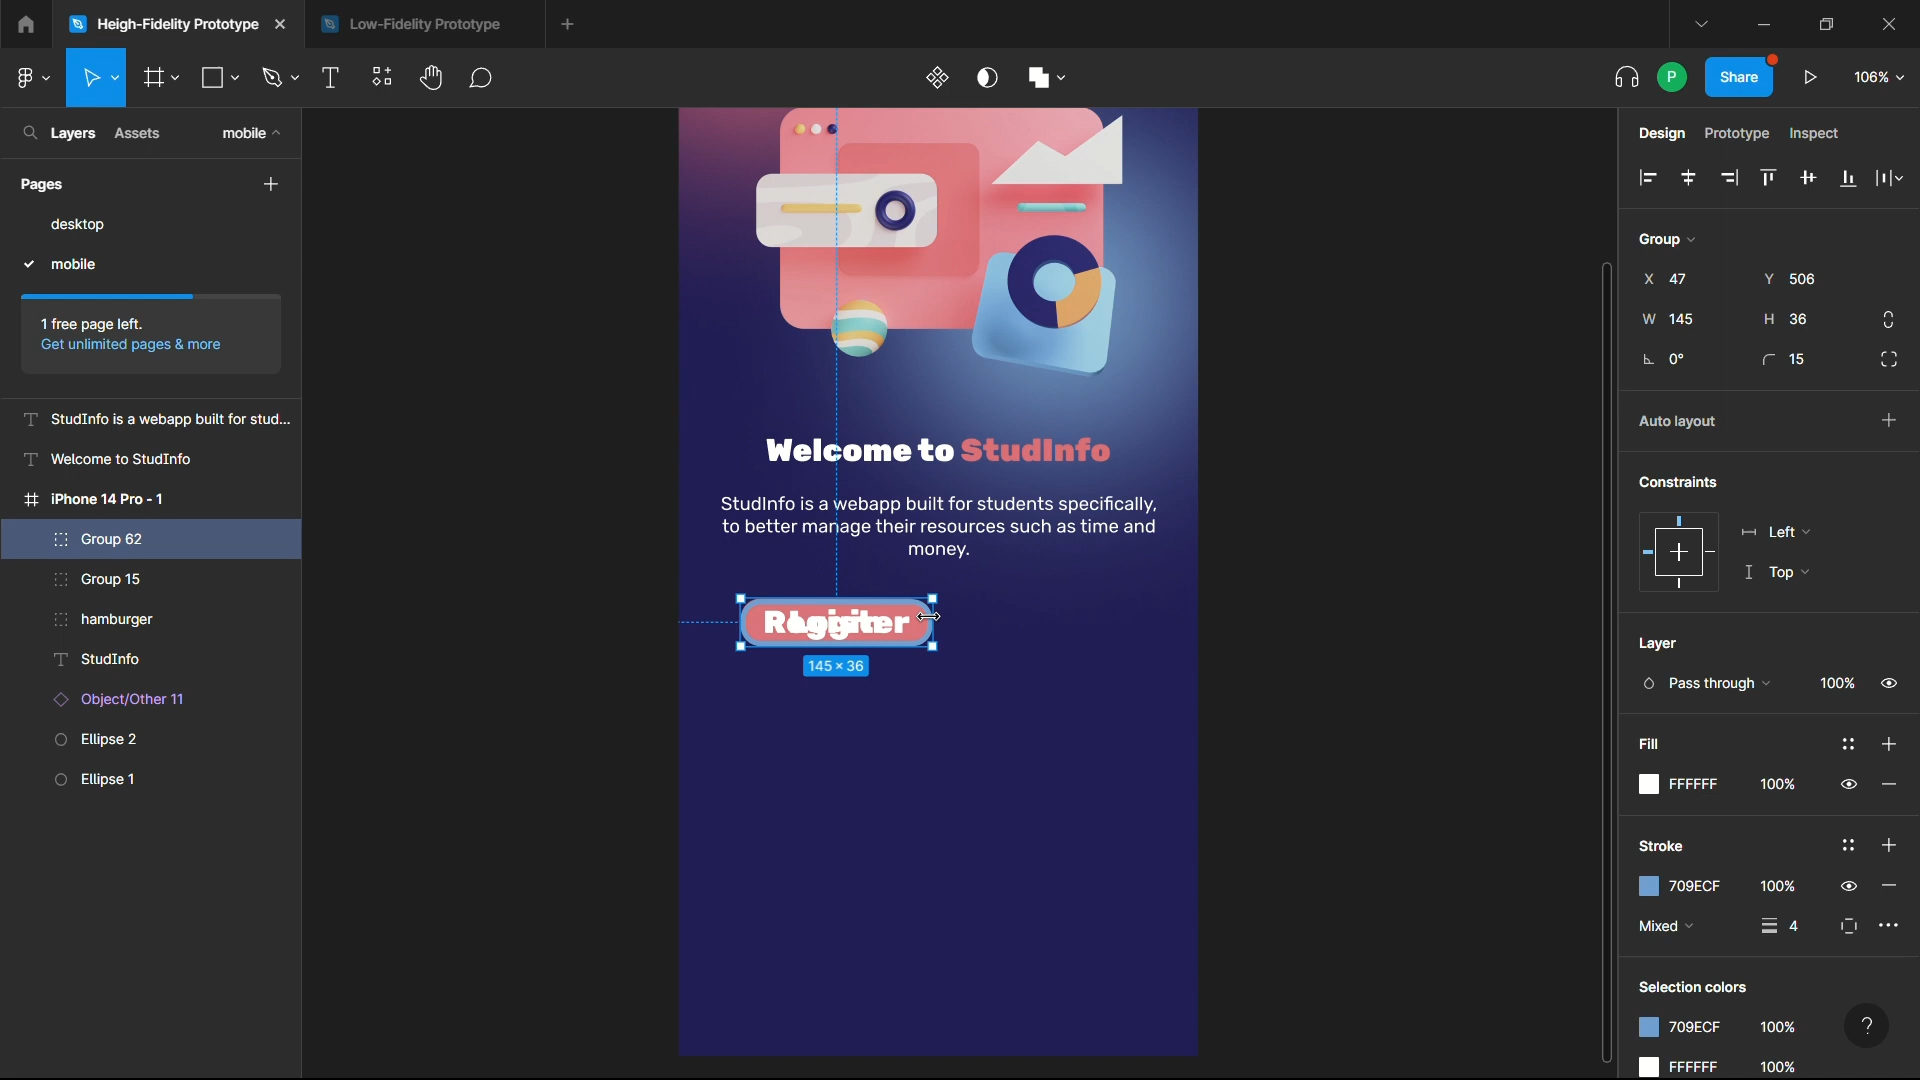 Heigh-Fidelity Prototype
Low-Fidelity Prototype
P
Share
106%
Layers
Assets
mobile
Pages
desktop
mobile
1 free page left.
Get unlimited pages & more
StudInfo is a webapp built for stud...
Welcome to StudInfo
iPhone 14 Pro - 1
Group 62
Group 15
hamburger
StudInfo
Object/Other 11
Ellipse 2
Ellipse 1
Welcome to StudInfo
StudInfo is a webapp built for students specifically,
to better manage their resources such as time and
money.
Register
Login
145 × 36
Design
Prototype
Inspect
Group
X 47
Y 506
W 145
H 36
0°
15
Auto layout
Constraints
Left
Top
Layer
Pass through
100%
Fill
FFFFFF
100%
Stroke
709ECF
100%
Mixed
4
Selection colors
709ECF
100%
?
FFFFFF
100%